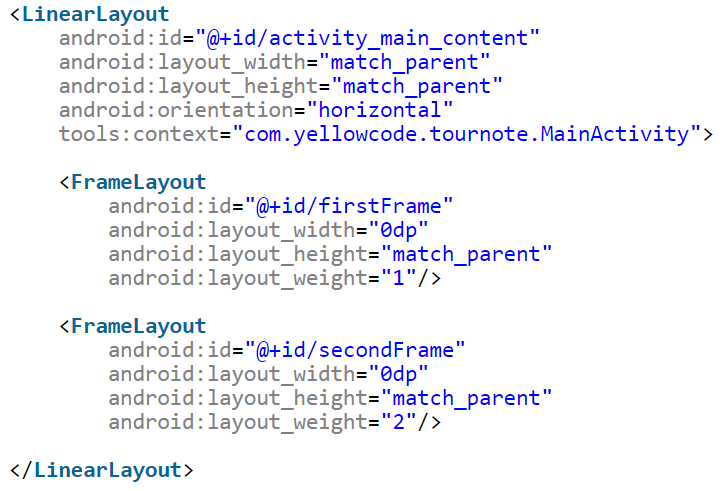 <LinearLayout
android:id="@+id/activity_main_content"
android:layout_width="match_parent"
android:layout_height="match_parent"
android:orientation="horizontal"
tools:context="com.yellowcode.tournote.MainActivity">
<FrameLayout
android:id="@+id/firstFrame"
android:layout_width="0dp"
android:layout_height="match_parent"
android:layout_weight="1"/>
<FrameLayout
android:id="@+id/secondFrame"
android:layout_width="0dp"
android:layout_height="match_parent"
android:layout_weight="2"/>
</LinearLayout>